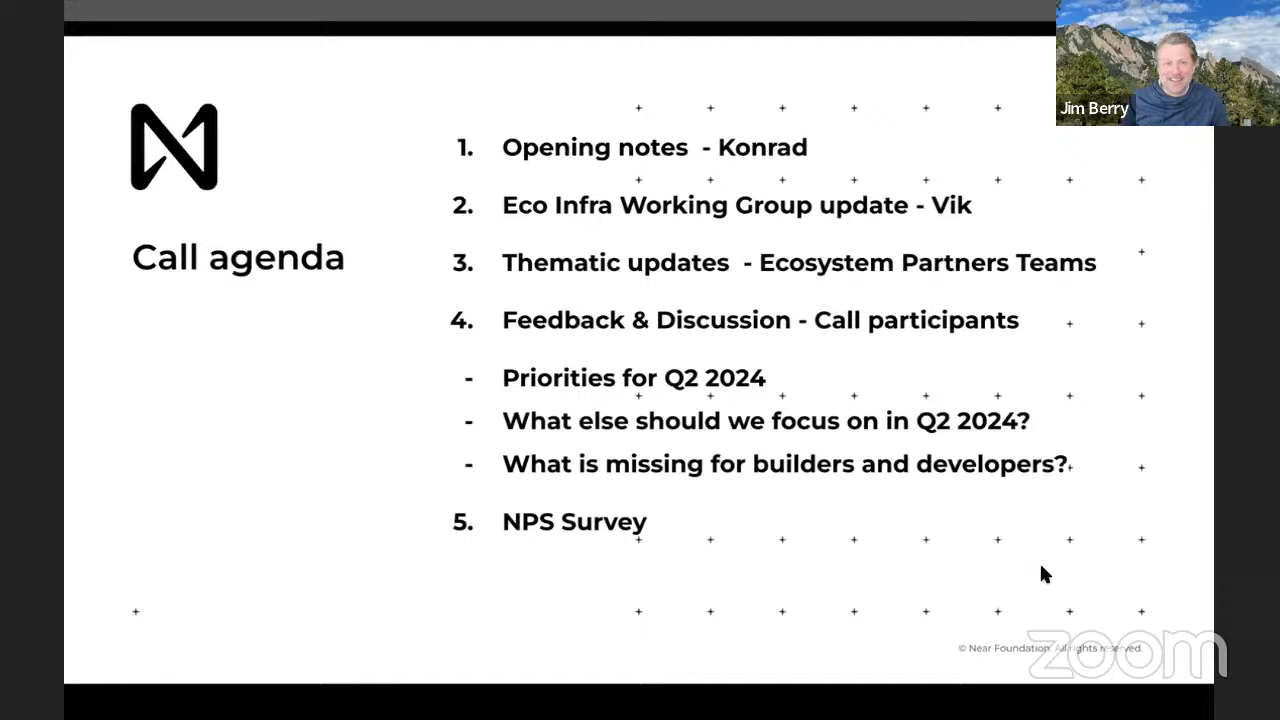 Jim Berry
Call agenda
1. Opening notes - Konrad
2. Eco Infra Working Group update - Vik
3. Thematic updates - Ecosystem Partners Teams
4. Feedback & Discussion - Call participants
- Priorities for Q2 2024
- What else should we focus on in Q2 2024?
- What is missing for builders and developers?
5. NPS Survey
© Near Foundation. All rights reserved.
zoom